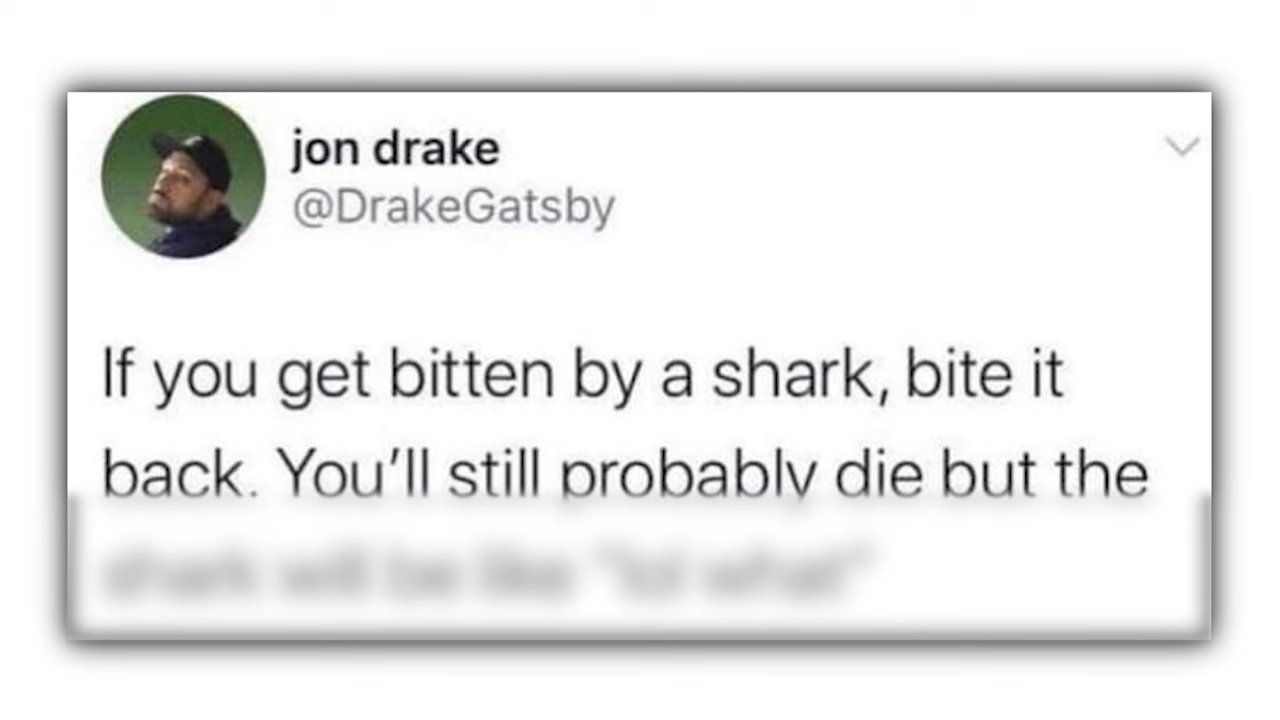 jon drake
@DrakeGatsby
If you get bitten by a shark, bite it
back. You'll still probably die but the